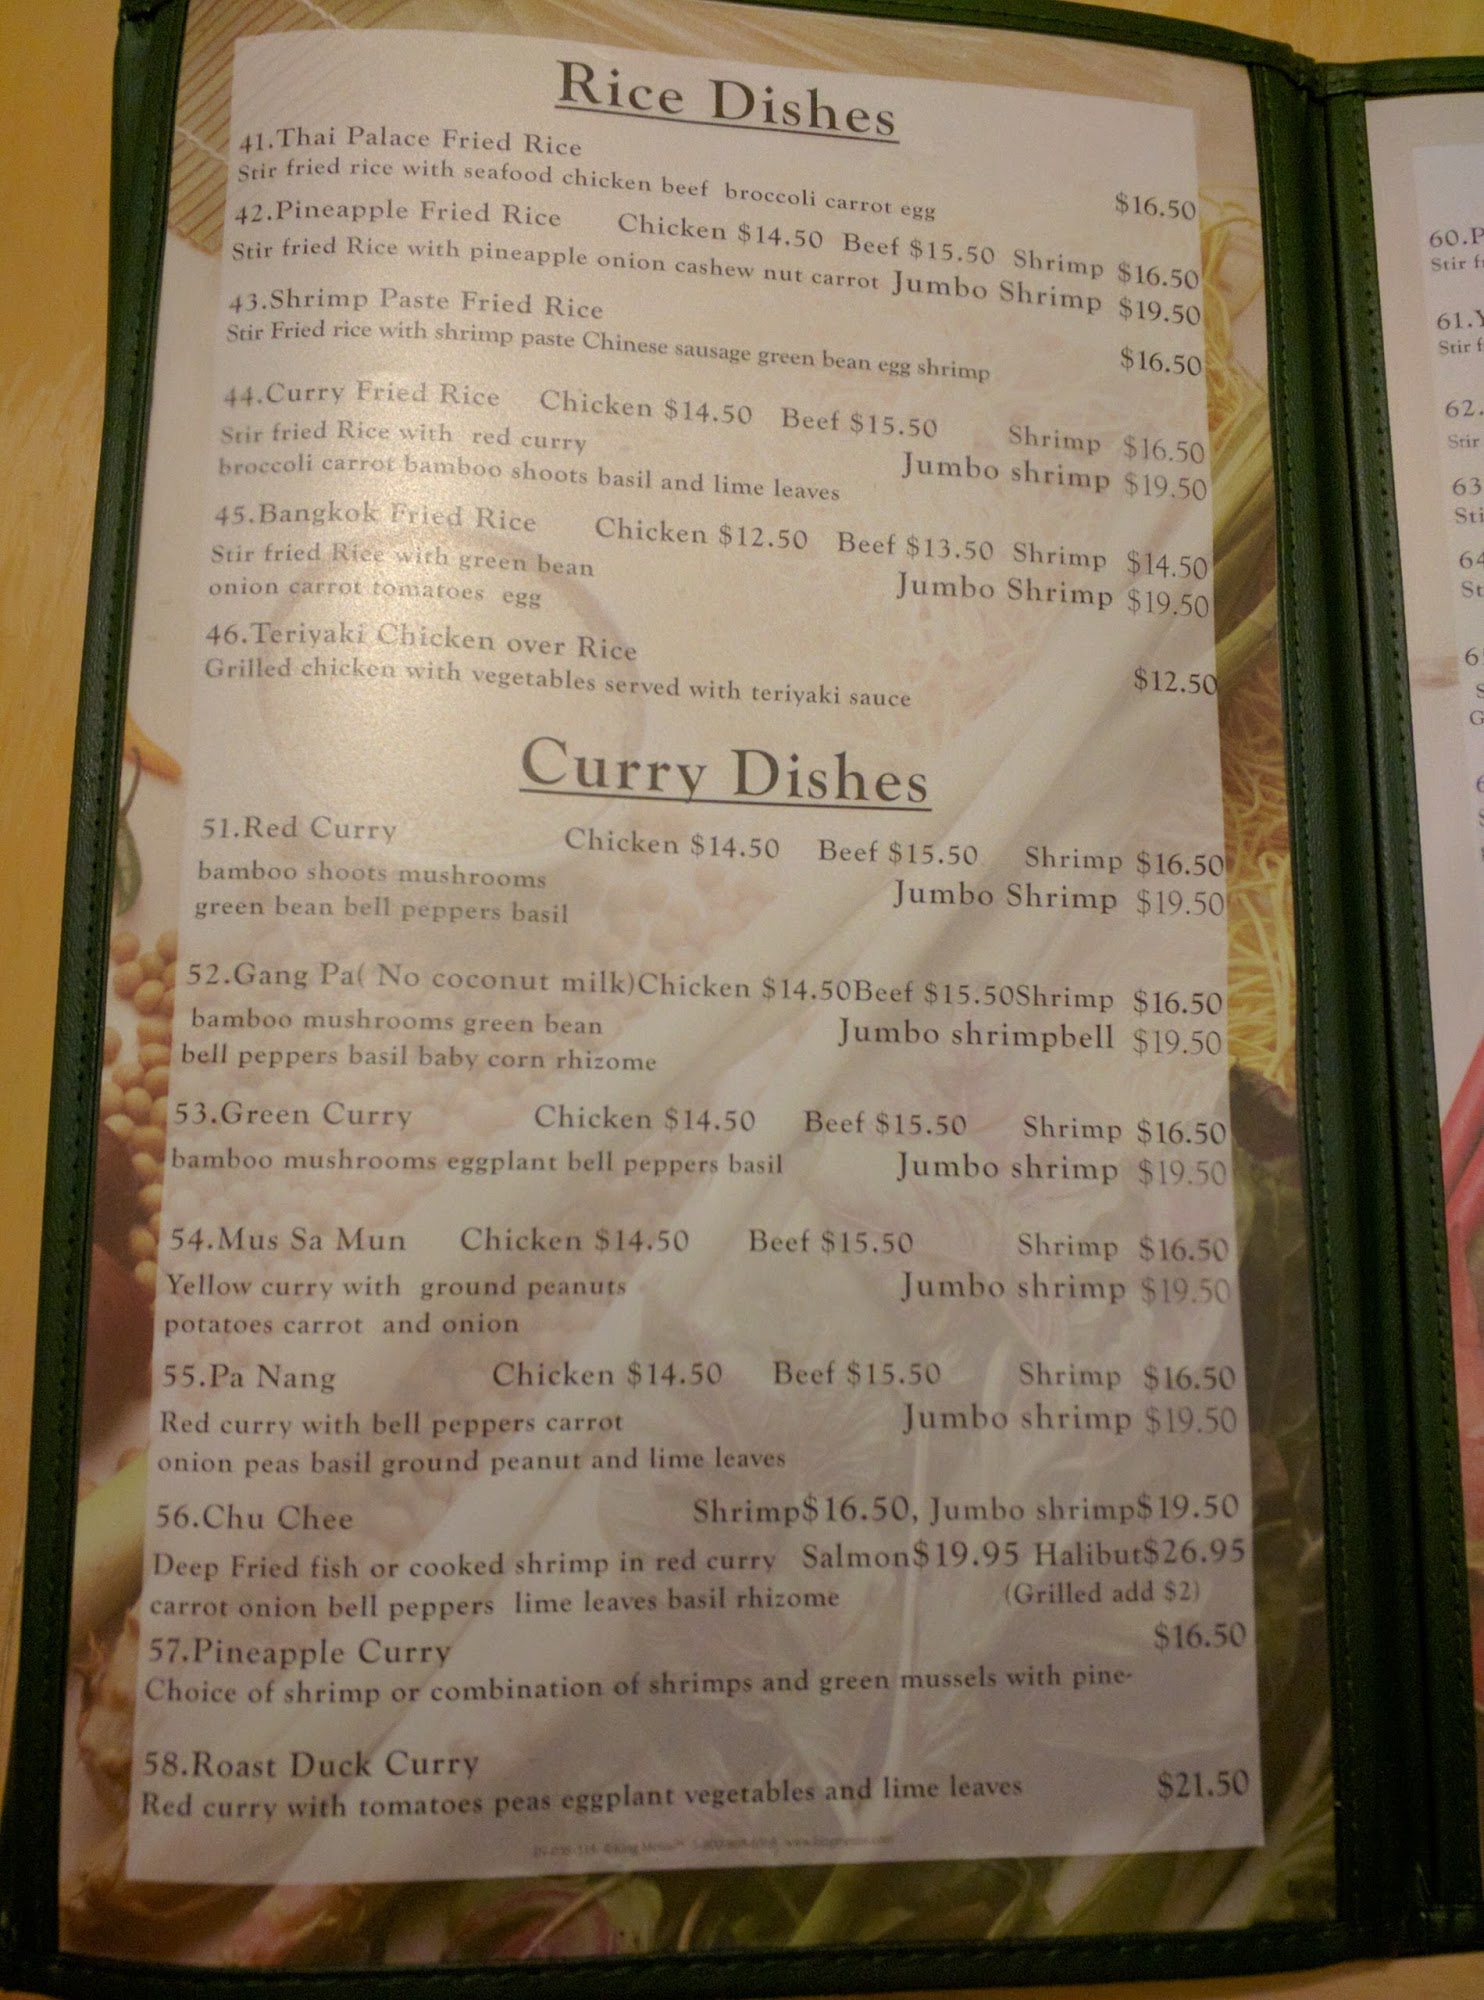 Rice Dishes
41.Thai Palace Fried Rice
Stir fried rice with seafood chicken beef broccoli carrot egg $16.50
42.Pineapple Fried Rice Chicken $14.50 Beef $15.50 Shrimp $16.50
Stir fried Rice with pineapple onion cashew nut carrot Jumbo Shrimp $19.50
43.Shrimp Paste Fried Rice
Stir Fried rice with shrimp paste Chinese sausage green bean egg shrimp $16.50
44.Curry Fried Rice Chicken $14.50 Beef $15.50 Shrimp $16.50
Stir fried Rice with red curry Jumbo shrimp $19.50
broccoli carrot bamboo shoots basil and lime leaves
45.Bangkok Fried Rice Chicken $12.50 Beef $13.50 Shrimp $14.50
Stir fried Rice with green bean Jumbo Shrimp $19.50
onion carrot tomatoes egg
46.Teriyaki Chicken over Rice
Grilled chicken with vegetables served with teriyaki sauce $12.50
Curry Dishes
51.Red Curry Chicken $14.50 Beef $15.50 Shrimp $16.50
bamboo shoots mushrooms Jumbo Shrimp $19.50
green bean bell peppers basil
52.Gang Pa( No coconut milk)Chicken $14.50Beef $15.50Shrimp $16.50
bamboo mushrooms green bean Jumbo shrimpbell $19.50
bell peppers basil baby corn rhizome
53.Green Curry Chicken $14.50 Beef $15.50 Shrimp $16.50
bamboo mushrooms eggplant bell peppers basil Jumbo shrimp $19.50
54.Mus Sa Mun Chicken $14.50 Beef $15.50 Shrimp $16.50
Yellow curry with ground peanuts Jumbo shrimp $19.50
potatoes carrot and onion
55.Pa Nang Chicken $14.50 Beef $15.50 Shrimp $16.50
Red curry with bell peppers carrot Jumbo shrimp $19.50
onion peas basil ground peanut and lime leaves
56.Chu Chee Shrimp$16.50, Jumbo shrimp$19.50
Deep Fried fish or cooked shrimp in red curry Salmon$19.95 Halibut$26.95
carrot onion bell peppers lime leaves basil rhizome (Grilled add $2)
57.Pineapple Curry $16.50
Choice of shrimp or combination of shrimps and green mussels with pine-
58.Roast Duck Curry
Red curry with tomatoes peas eggplant vegetables and lime leaves $21.50
60.P
Stir f
61.Y
Stir f
62.
Stir
63
Sti
64
St